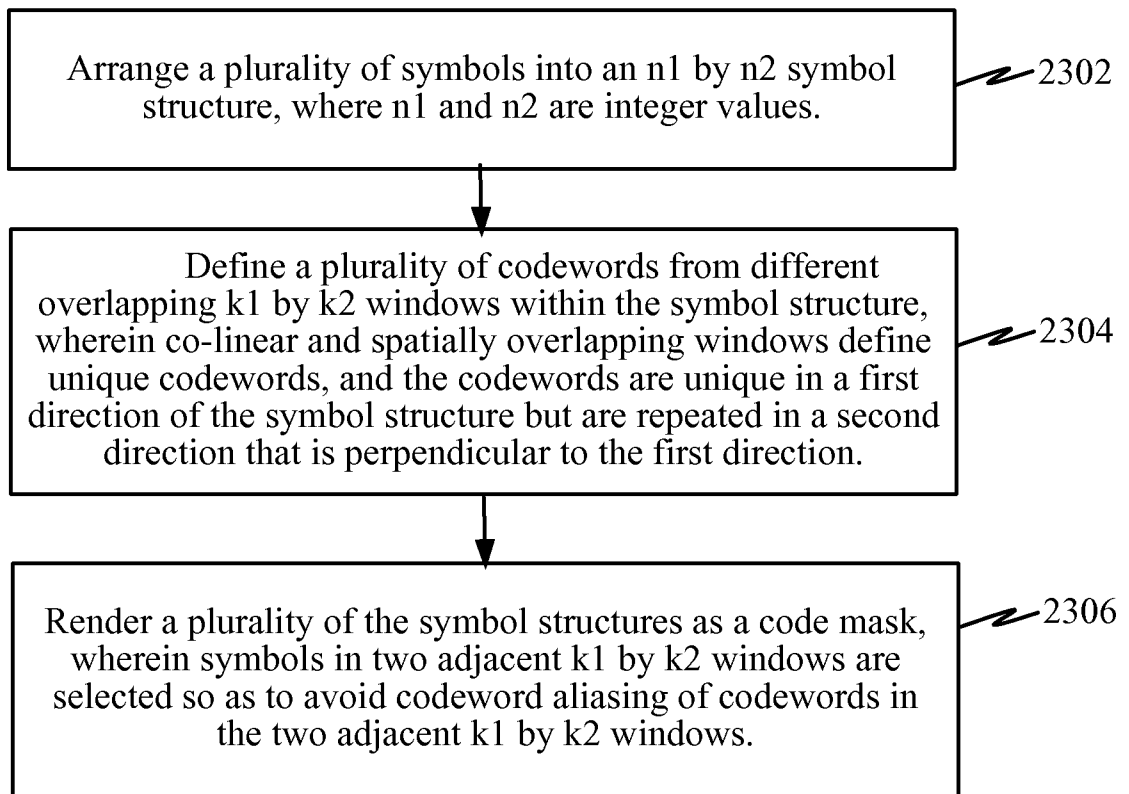 Arrange a plurality of symbols into an n1 by n2 symbol
structure, where n1 and n2 are integer values.
2302
Define a plurality of codewords from different
overlapping k1 by k2 windows within the symbol structure,
wherein co-linear and spatially overlapping windows define
unique codewords, and the codewords are unique in a first
direction of the symbol structure but are repeated in a second
direction that is perpendicular to the first direction.
2304
Render a plurality of the symbol structures as a code mask,
wherein symbols in two adjacent k1 by k2 windows are
selected so as to avoid codeword aliasing of codewords in
the two adjacent k1 by k2 windows.
2306